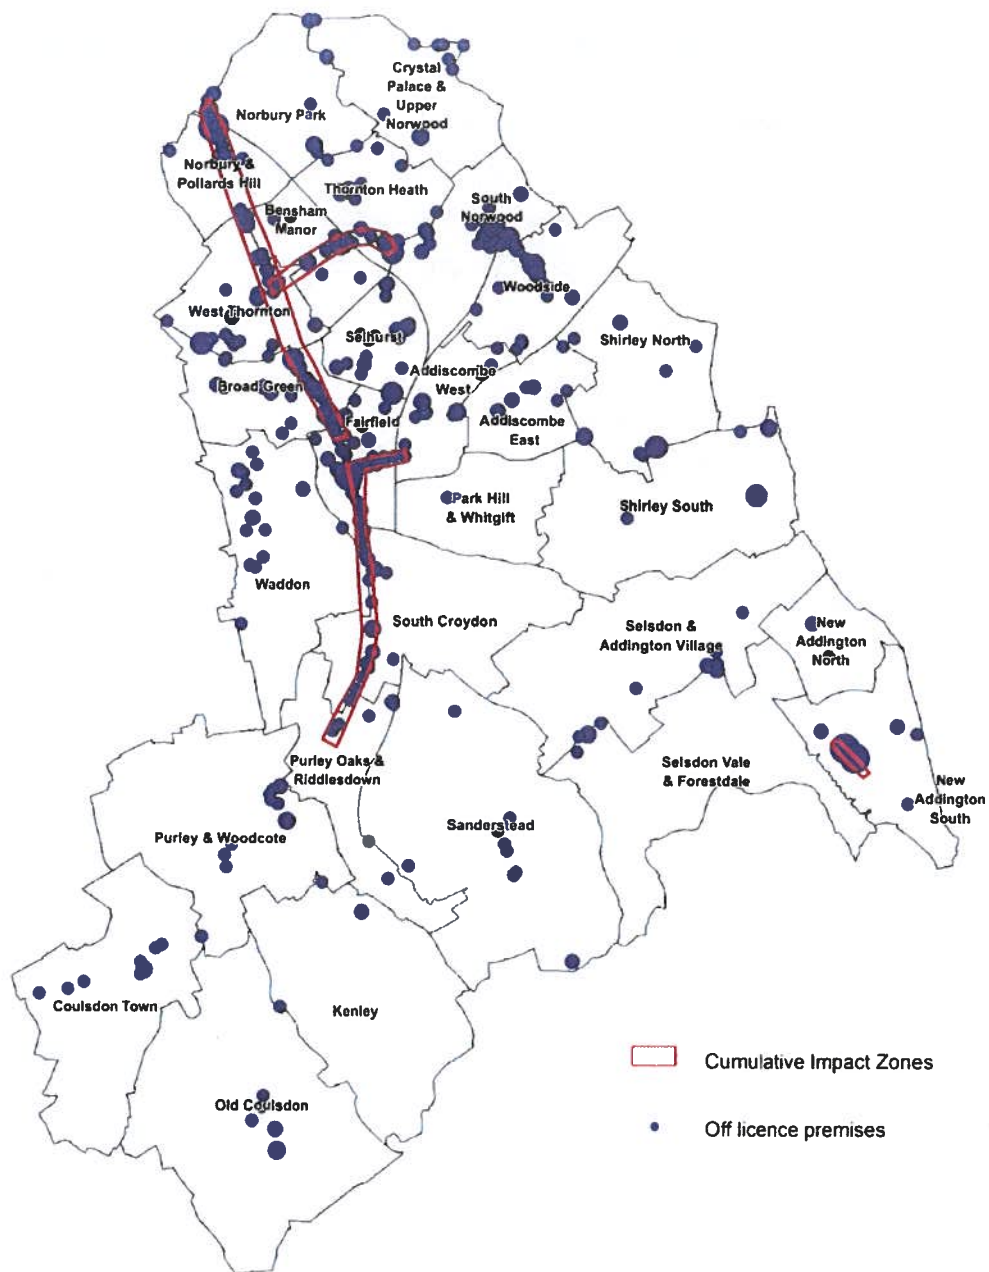 Crystal
Palace &
Upper
Norwood
Norbury Park
Norbury &
Pollards Hill
Thornton Heath
Bensham
Manor
South
Norwood
Woodside
West Thornton
Selhurst
Shirley North
Addiscombe
West
Broad Green
Fairfield
Addiscombe
East
Park Hill
& Whitgift
Shirley South
Waddon
South Croydon
Selsdon &
Addington Village
New
Addington
North
Purley Oaks &
Riddlesdown
Selsdon Vale
& Forestdale
New
Addington
South
Sanderstead
Purley & Woodcote
Coulsdon Town
Kenley
Old Coulsdon
Cumulative Impact Zones
Off licence premises